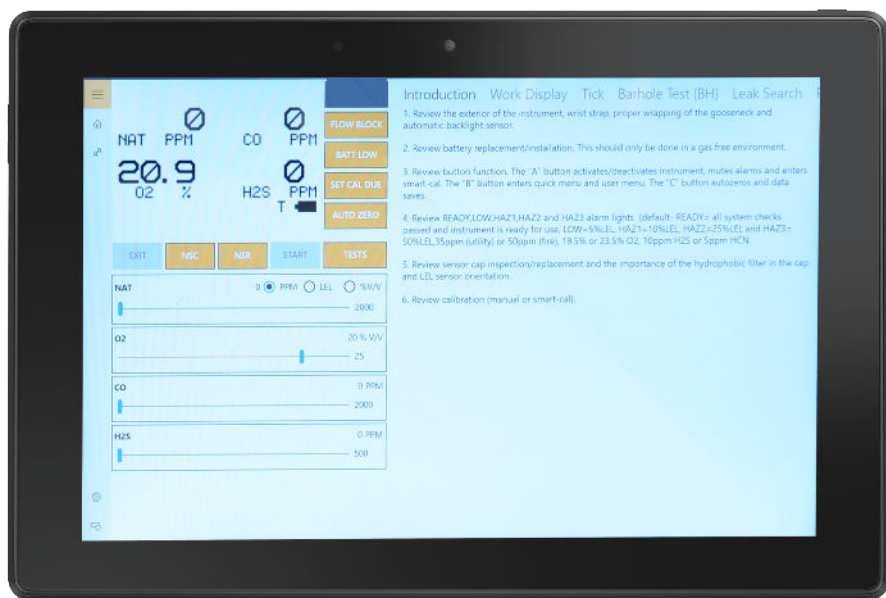 0 0
NAT PPM CO PPM
20.9 0
O2 % H2S PPM
T
FLOW BLOCK
BATT LOW
SET CAL DUE
AUTO ZERO
EXIT NSC NSR START TESTS
NAT 0 PPM LEL %V/V
2000
O2 20 % V/V
25
CO 0 PPM
2000
H2S 0 PPM
500
Introduction Work Display Tick Barhole Test (BH) Leak Search
1. Review the exterior of the instrument, wrist strap, proper wrapping of the gooseneck and
automatic backlight sensor.
2. Review battery replacement/installation. This should only be done in a gas free environment.
3. Review button function. The "A" button activates/deactivates instrument, mutes alarms and enters
smart-cal. The "B" button enters quick menu and user menu. The "C" button autozeros and data
saves.
4. Review READY,LOW,HAZ1,HAZ2 and HAZ3 alarm lights. (default- READY= all system checks
passed and instrument is ready for use, LOW=5%LEL, HAZ1=10%LEL, HAZ2=25%LEL and HAZ3=
50%LEL,35ppm (utility) or 50ppm (fire), 19.5% or 23.5% O2, 10ppm H2S or 5ppm HCN.
5. Review sensor cap inspection/replacement and the importance of the hydrophobic filter in the cap
and LEL sensor orientation.
6. Review calibration (manual or smart-cal).